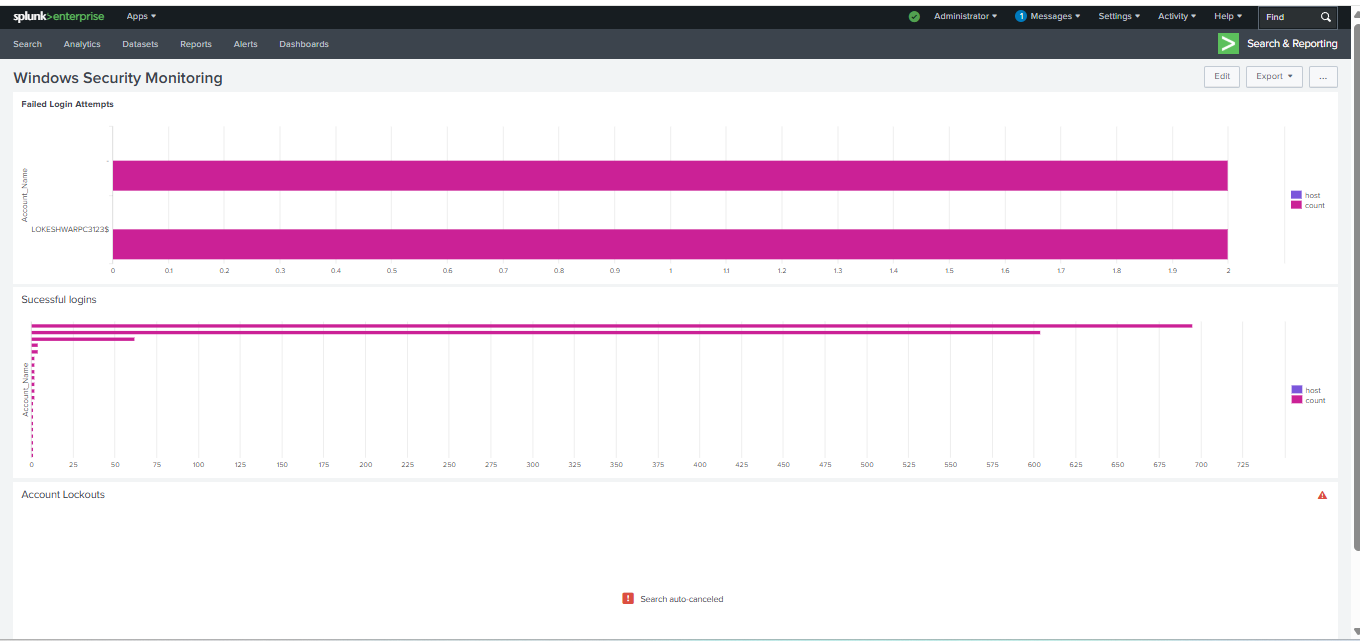 splunk>enterprise Apps Administrator 1 Messages Settings Activity Help Find
Search Analytics Datasets Reports Alerts Dashboards Search & Reporting
Windows Security Monitoring Edit Export ...
Failed Login Attempts
Account_Name
-
LOKESHWARPC3123$
host
count
0 0.1 0.2 0.3 0.4 0.5 0.6 0.7 0.8 0.9 1 1.1 1.2 1.3 1.4 1.5 1.6 1.7 1.8 1.9 2
Sucessful logins
Account_Name
host
count
0 25 50 75 100 125 150 175 200 225 250 275 300 325 350 375 400 425 450 475 500 525 550 575 600 625 650 675 700 725
Account Lockouts
Search auto-canceled